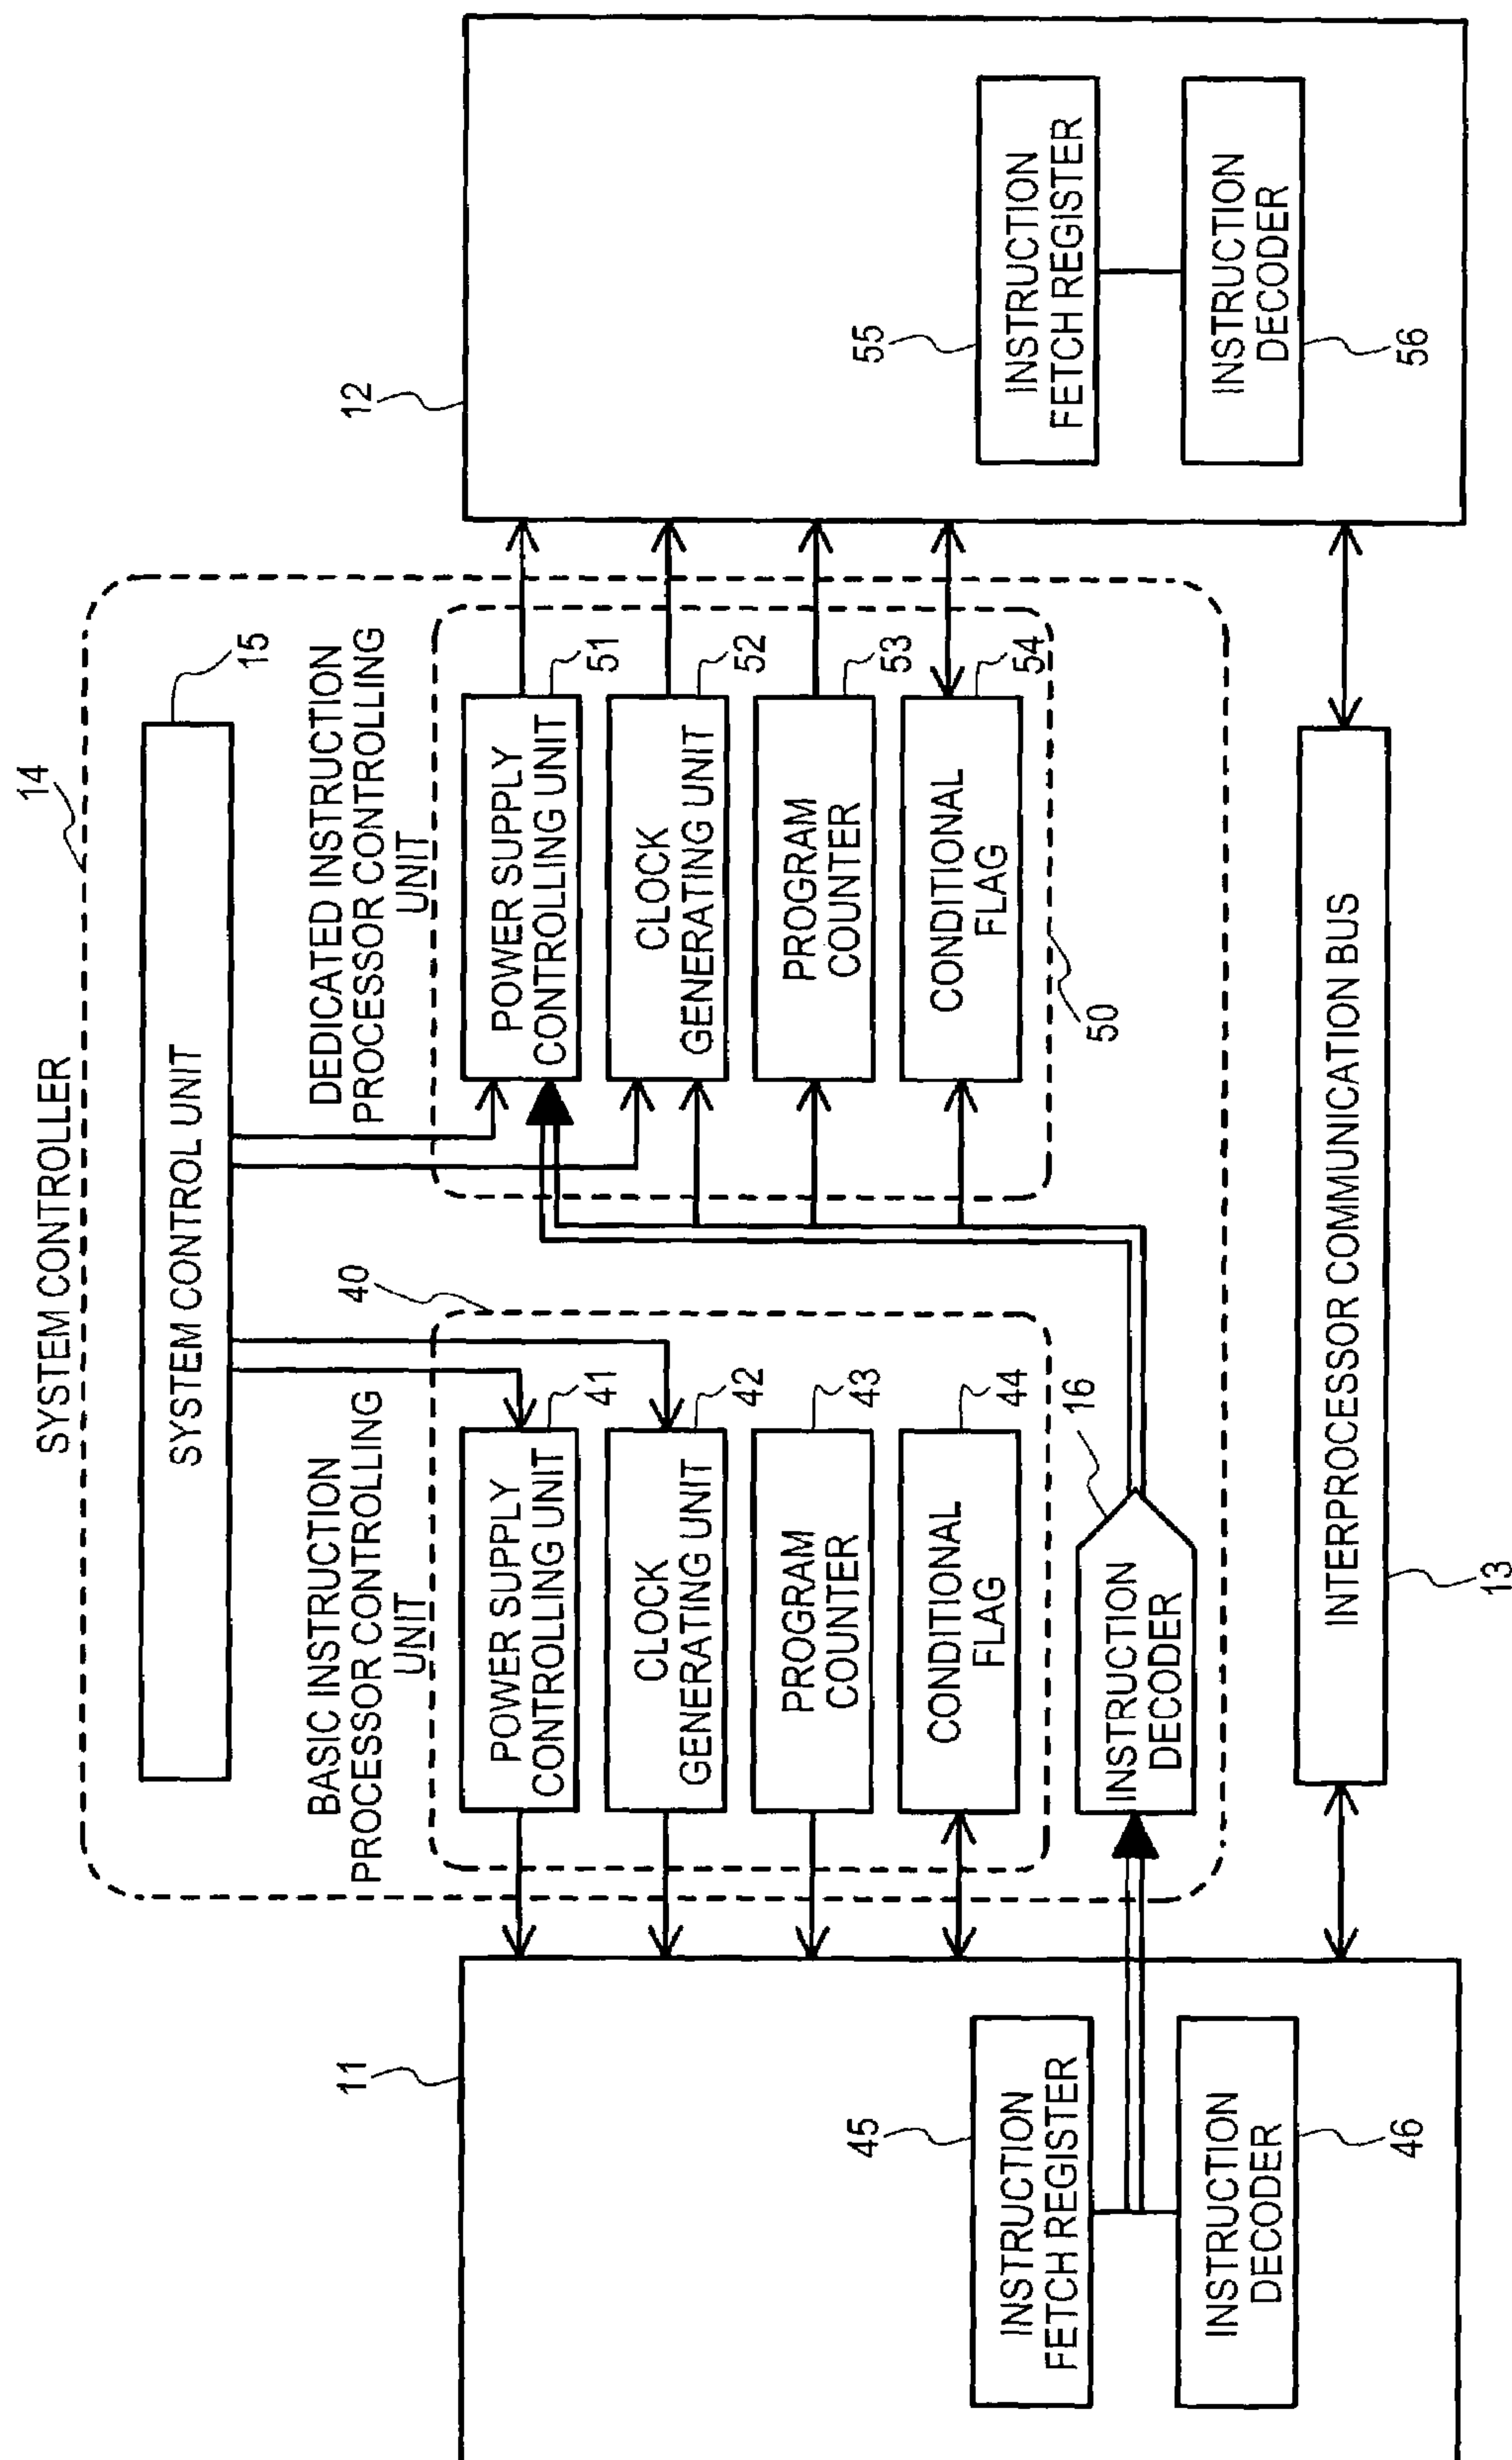 SYSTEM CONTROLLER
14
SYSTEM CONTROL UNIT
15
BASIC INSTRUCTION
PROCESSOR CONTROLLING
UNIT
40
DEDICATED INSTRUCTION
PROCESSOR CONTROLLING
UNIT
11
12
POWER SUPPLY
CONTROLLING UNIT
41
CLOCK
GENERATING UNIT
42
PROGRAM
COUNTER
43
CONDITIONAL
FLAG
44
POWER SUPPLY
CONTROLLING UNIT
51
CLOCK
GENERATING UNIT
52
PROGRAM
COUNTER
53
CONDITIONAL
FLAG
54
50
45
INSTRUCTION
FETCH REGISTER
INSTRUCTION
DECODER
46
16
INSTRUCTION
DECODER
55
INSTRUCTION
FETCH REGISTER
INSTRUCTION
DECODER
56
INTERPROCESSOR COMMUNICATION BUS
13